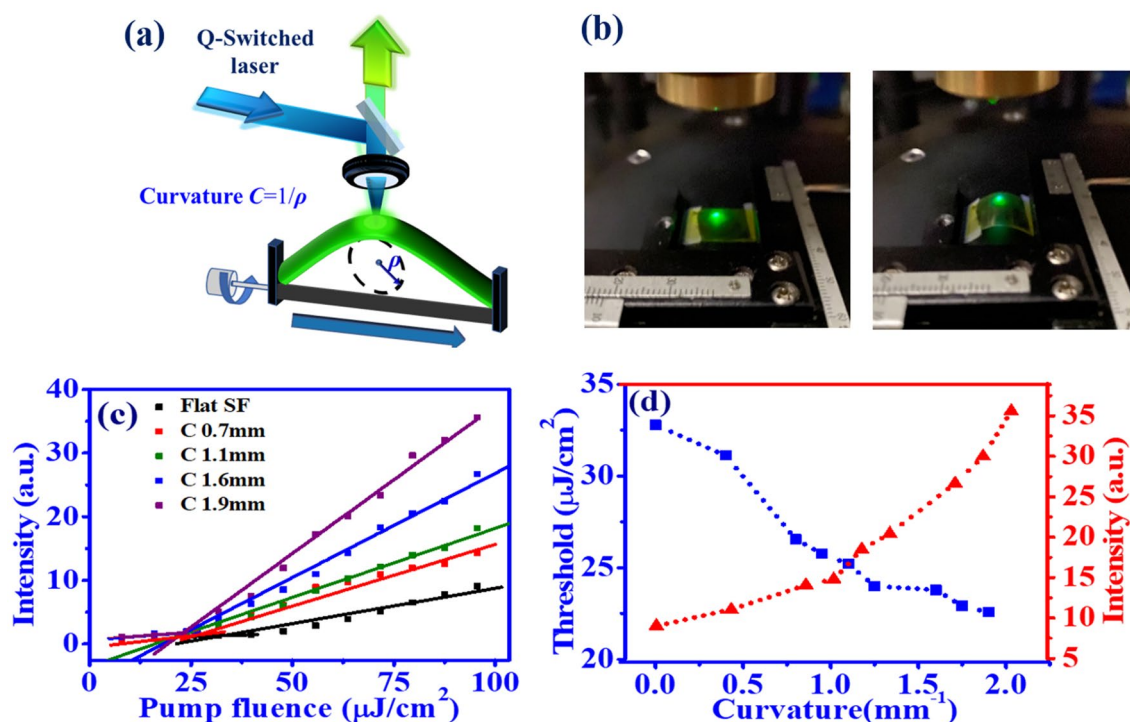 (a)
Q-Switched
laser
Curvature C=1/ρ
ρ
(b)
(c)
Flat SF
C 0.7mm
C 1.1mm
C 1.6mm
C 1.9mm
Intensity (a.u.)
40
30
20
10
0
0 25 50 75 100
Pump fluence (μJ/cm²)
(d)
Threshold (μJ/cm²)
35
30
25
20
Intensity (a.u.)
35
30
25
20
15
10
5
0.0 0.5 1.0 1.5 2.0
Curvature(mm⁻¹)